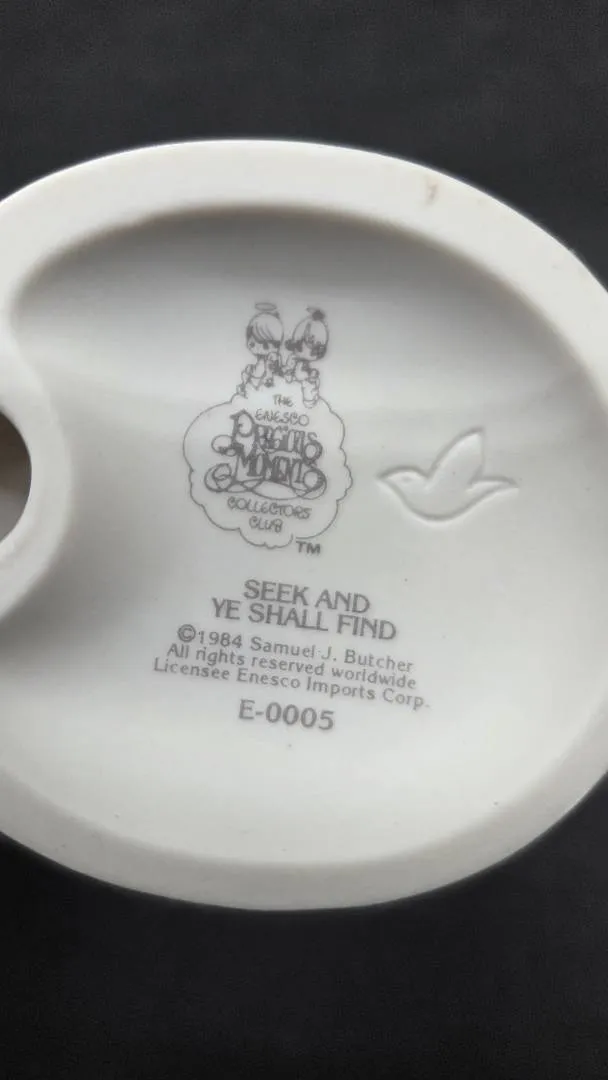 THE
ENESCO
PRECIOUS
MOMENTS
COLLECTORS
CLUB
TM
SEEK AND
YE SHALL FIND
©1984 Samuel J. Butcher
All rights reserved worldwide
Licensee Enesco Imports Corp.
E-0005